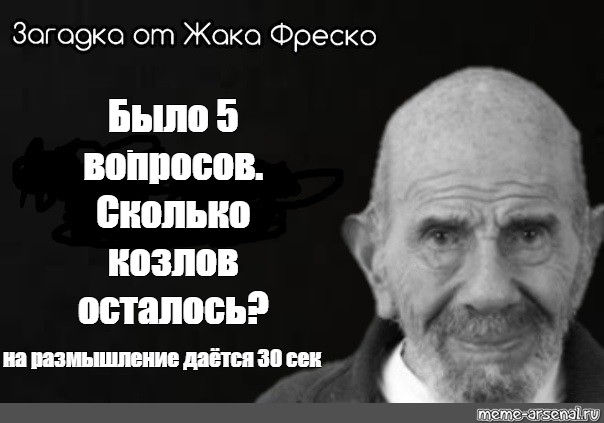 Загадка от Жака Фреско
Было 5
вопросов.
Сколько
козлов
осталось?
на размышление даётся 30 сек
meme-arsenal.ru